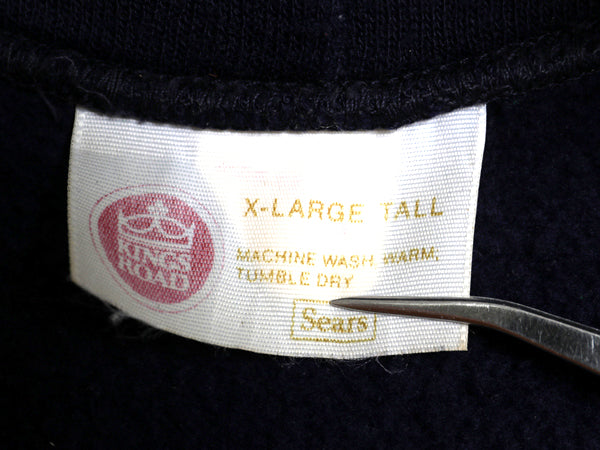 KINGS
ROAD
X-LARGE TALL
MACHINE WASH WARM,
TUMBLE DRY
Sears